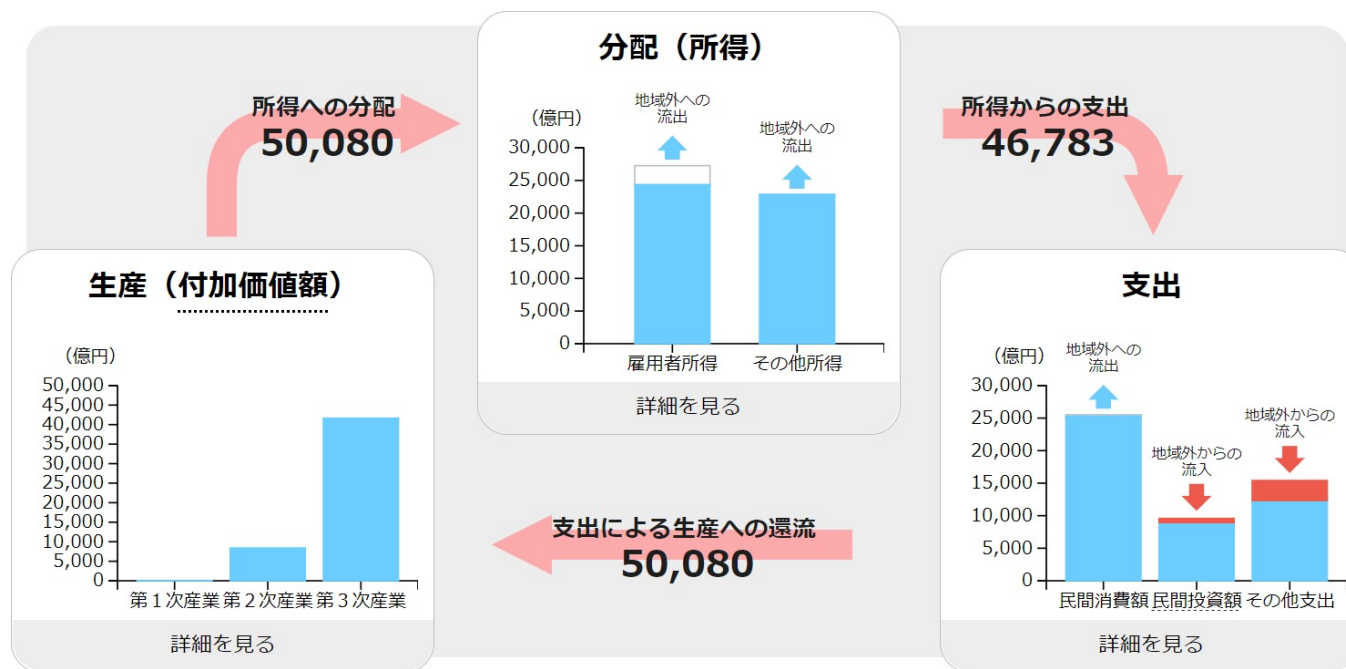 分配（所得）
所得への分配
50,080
地域外への
流出
地域外への
流出
（億円）
30,000
25,000
20,000
15,000
10,000
5,000
0
雇用者所得
その他所得
詳細を見る
所得からの支出
46,783
生産（付加価値額）
（億円）
50,000
45,000
40,000
35,000
30,000
25,000
20,000
15,000
10,000
5,000
0
第１次産業
第２次産業
第３次産業
詳細を見る
支出による生産への還流
50,080
支出
（億円）
地域外への
流出
地域外からの
流入
地域外からの
流入
30,000
25,000
20,000
15,000
10,000
5,000
0
民間消費額
民間投資額
その他支出
詳細を見る